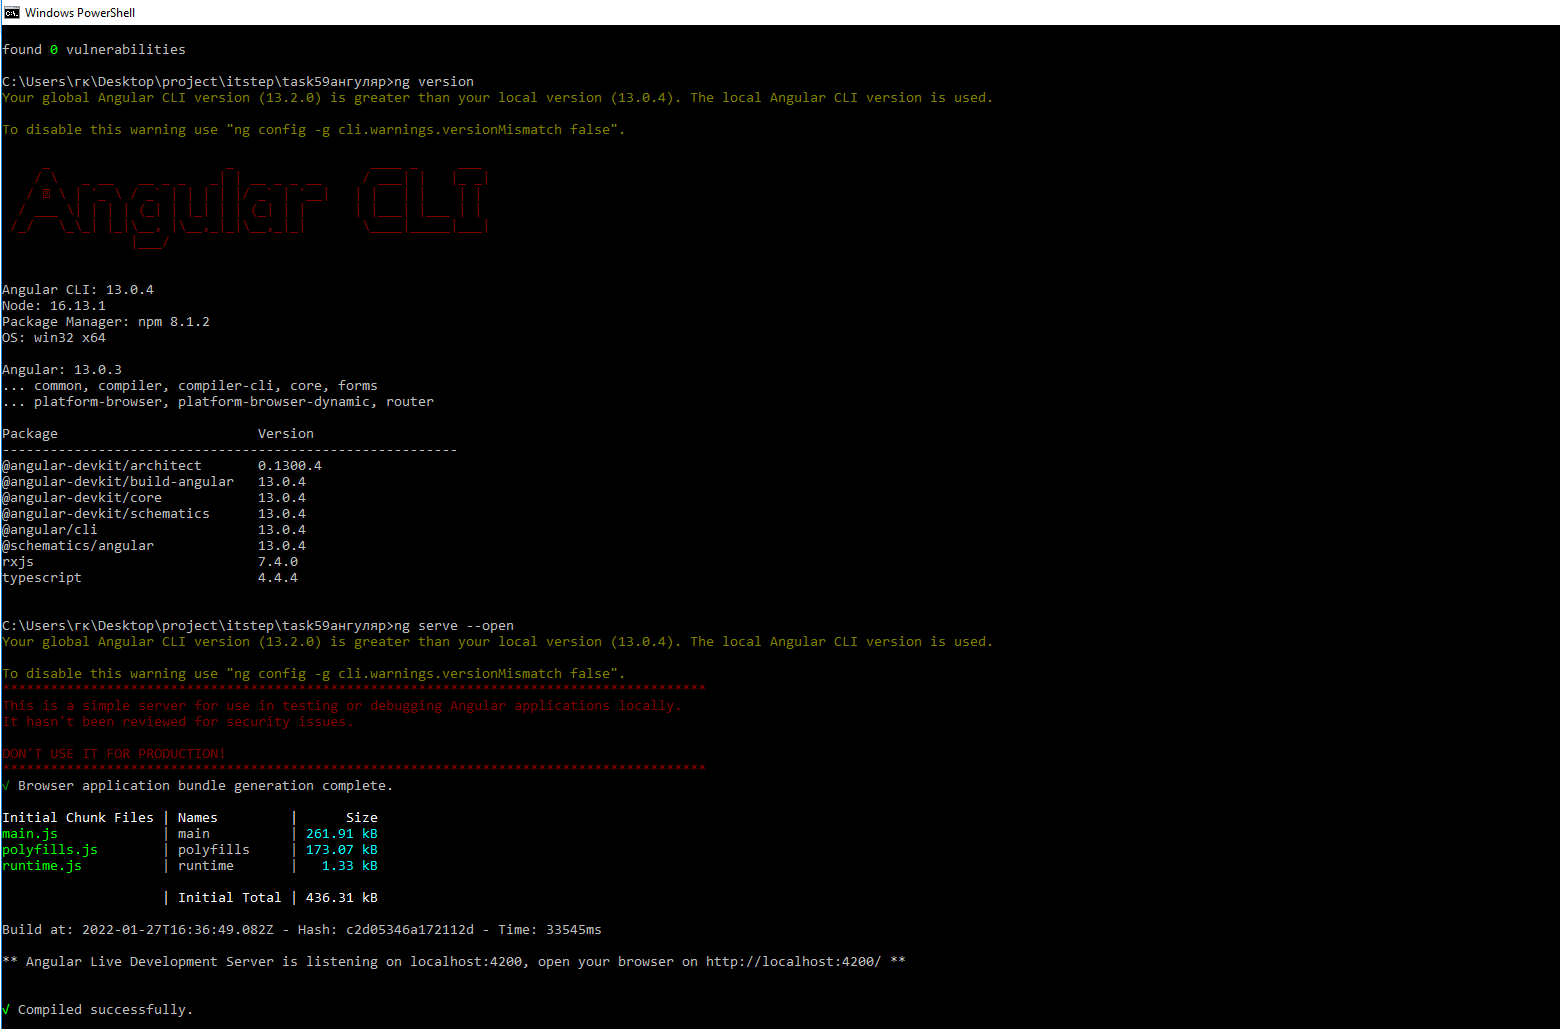 Windows PowerShell
found 0 vulnerabilities
C:\Users\гк\Desktop\project\itstep\task59ангуляр>ng version
Your global Angular CLI version (13.2.0) is greater than your local version (13.0.4). The local Angular CLI version is used.
To disable this warning use "ng config -g cli.warnings.versionMismatch false".
Angular CLI
Angular CLI: 13.0.4
Node: 16.13.1
Package Manager: npm 8.1.2
OS: win32 x64
Angular: 13.0.3
... common, compiler, compiler-cli, core, forms
... platform-browser, platform-browser-dynamic, router
Package Version
---------------------------------------------------------
@angular-devkit/architect 0.1300.4
@angular-devkit/build-angular 13.0.4
@angular-devkit/core 13.0.4
@angular-devkit/schematics 13.0.4
@angular/cli 13.0.4
@schematics/angular 13.0.4
rxjs 7.4.0
typescript 4.4.4
C:\Users\гк\Desktop\project\itstep\task59ангуляр>ng serve --open
Your global Angular CLI version (13.2.0) is greater than your local version (13.0.4). The local Angular CLI version is used.
To disable this warning use "ng config -g cli.warnings.versionMismatch false".
****************************************************************************************
This is a simple server for use in testing or debugging Angular applications locally.
It hasn't been reviewed for security issues.
DON'T USE IT FOR PRODUCTION!
****************************************************************************************
√ Browser application bundle generation complete.
Initial Chunk Files | Names | Size
main.js | main | 261.91 kB
polyfills.js | polyfills | 173.07 kB
runtime.js | runtime | 1.33 kB
| Initial Total | 436.31 kB
Build at: 2022-01-27T16:36:49.082Z - Hash: c2d05346a172112d - Time: 33545ms
** Angular Live Development Server is listening on localhost:4200, open your browser on http://localhost:4200/ **
√ Compiled successfully.